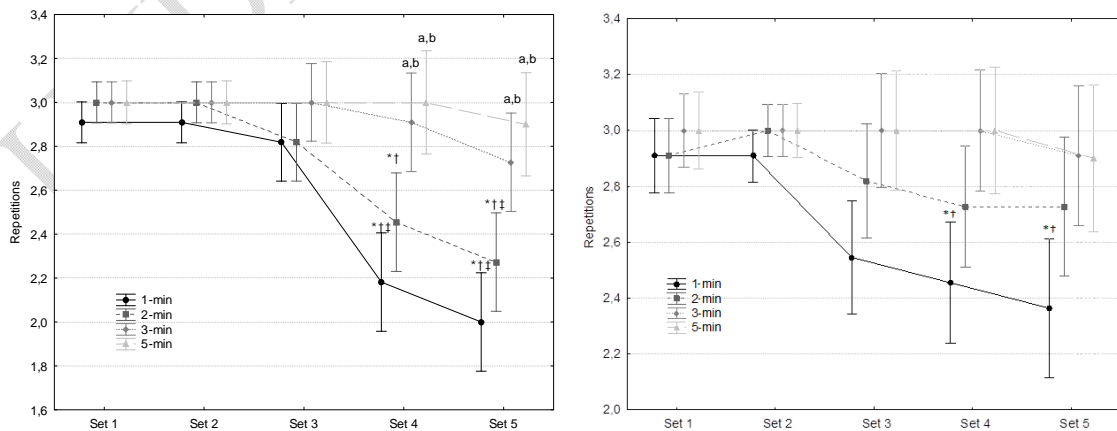 3,4
3,2
3,0
2,8
2,6
2,4
2,2
2,0
1,8
1,6
Repetitions
a,b
a,b
a,b
a,b
*†
*†‡
*†‡
*†‡
1-min
2-min
3-min
5-min
Set 1 Set 2 Set 3 Set 4 Set 5
3,4
3,2
3,0
2,8
2,6
2,4
2,2
2,0
Repetitions
*†
*†
1-min
2-min
3-min
5-min
Set 1 Set 2 Set 3 Set 4 Set 5